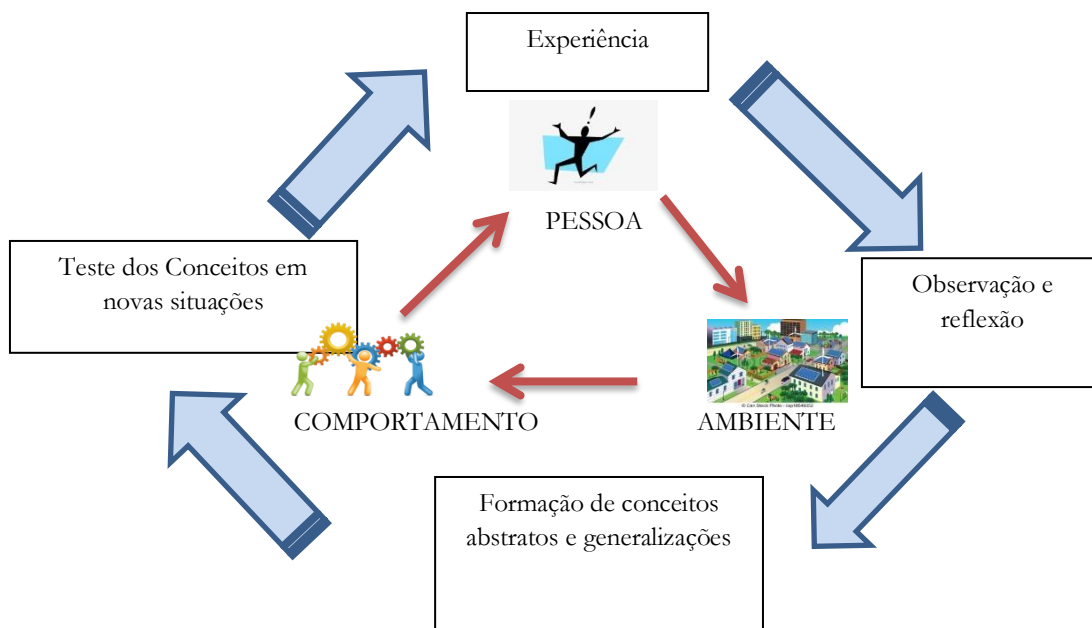 Experiência
PESSOA
Teste dos Conceitos em
novas situações
Observação e
reflexão
COMPORTAMENTO
AMBIENTE
Formação de conceitos
abstratos e generalizações